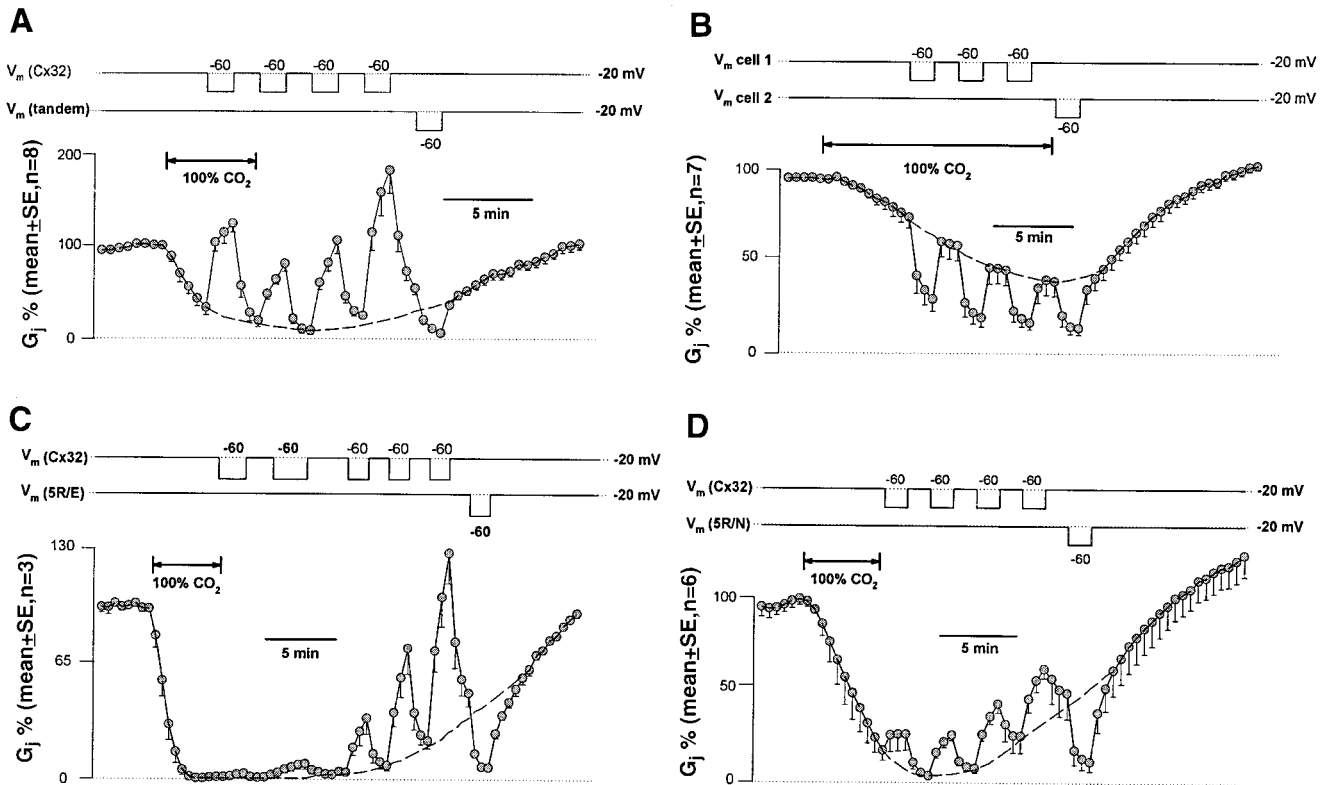 A
-60 -60 -60 -60
Vm (Cx32) -20 mV
Vm (tandem) -20 mV
-60
200
100% CO2
5 min
100
0
Gj % (mean±SE,n=8)
B
-60 -60 -60
Vm cell 1 -20 mV
Vm cell 2 -20 mV
-60
100% CO2
100
5 min
50
0
Gj % (mean±SE,n=7)
C
-60 -60 -60 -60 -60
Vm (Cx32) -20 mV
Vm (5R/E) -20 mV
-60
130
100% CO2
5 min
65
0
Gj % (mean±SE,n=3)
D
-60 -60 -60 -60
Vm (Cx32) -20 mV
Vm (5R/N) -20 mV
-60
100% CO2
100
5 min
50
0
Gj % (mean±SE,n=6)